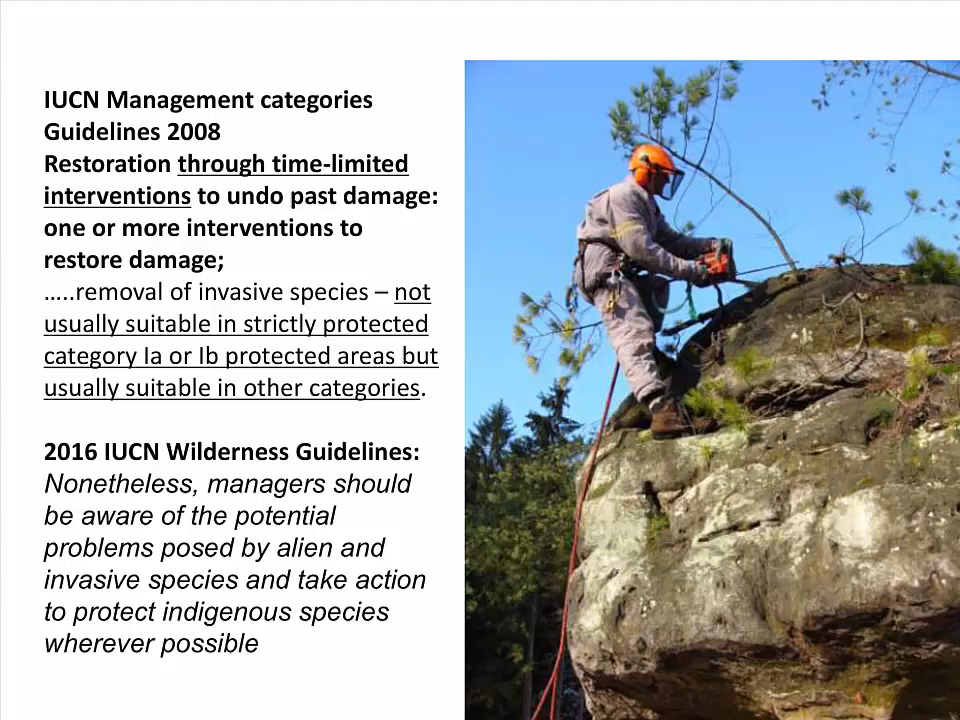 IUCN Management categories
Guidelines 2008
Restoration through time-limited
interventions to undo past damage:
one or more interventions to
restore damage;
…..removal of invasive species – not
usually suitable in strictly protected
category Ia or Ib protected areas but
usually suitable in other categories.
2016 IUCN Wilderness Guidelines:
Nonetheless, managers should
be aware of the potential
problems posed by alien and
invasive species and take action
to protect indigenous species
wherever possible